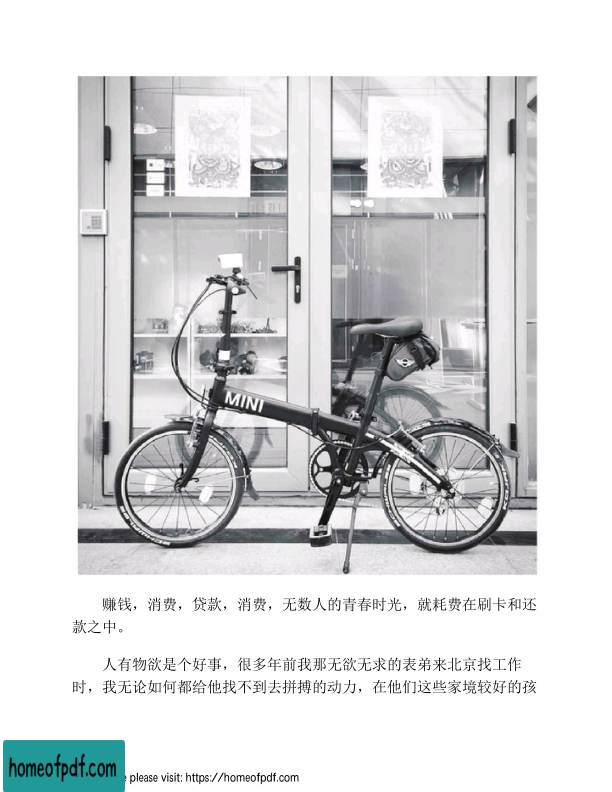 MINI
赚钱，消费，贷款，消费，无数人的青春时光，就耗费在刷卡和还
款之中。
人有物欲是个好事，很多年前我那无欲无求的表弟来北京找工作
时，我无论如何都给他找不到去拼搏的动力，在他们这些家境较好的孩
homeofpdf.com
e please visit: https://homeofpdf.com